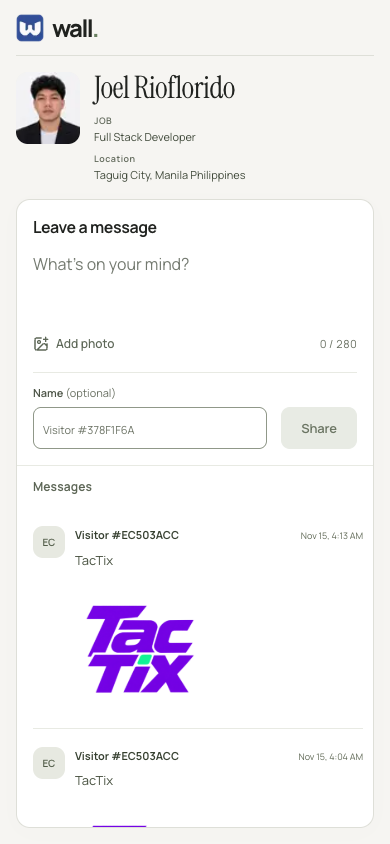 wall.
Joel Rioflorido
JOB
Full Stack Developer
Location
Taguig City, Manila Philippines
Leave a message
What's on your mind?
Add photo
0 / 280
Name (optional)
Visitor #378F1F6A
Share
Messages
EC
Visitor #EC503ACC
Nov 15, 4:13 AM
TacTix
Tac
TiX
EC
Visitor #EC503ACC
Nov 15, 4:04 AM
TacTix